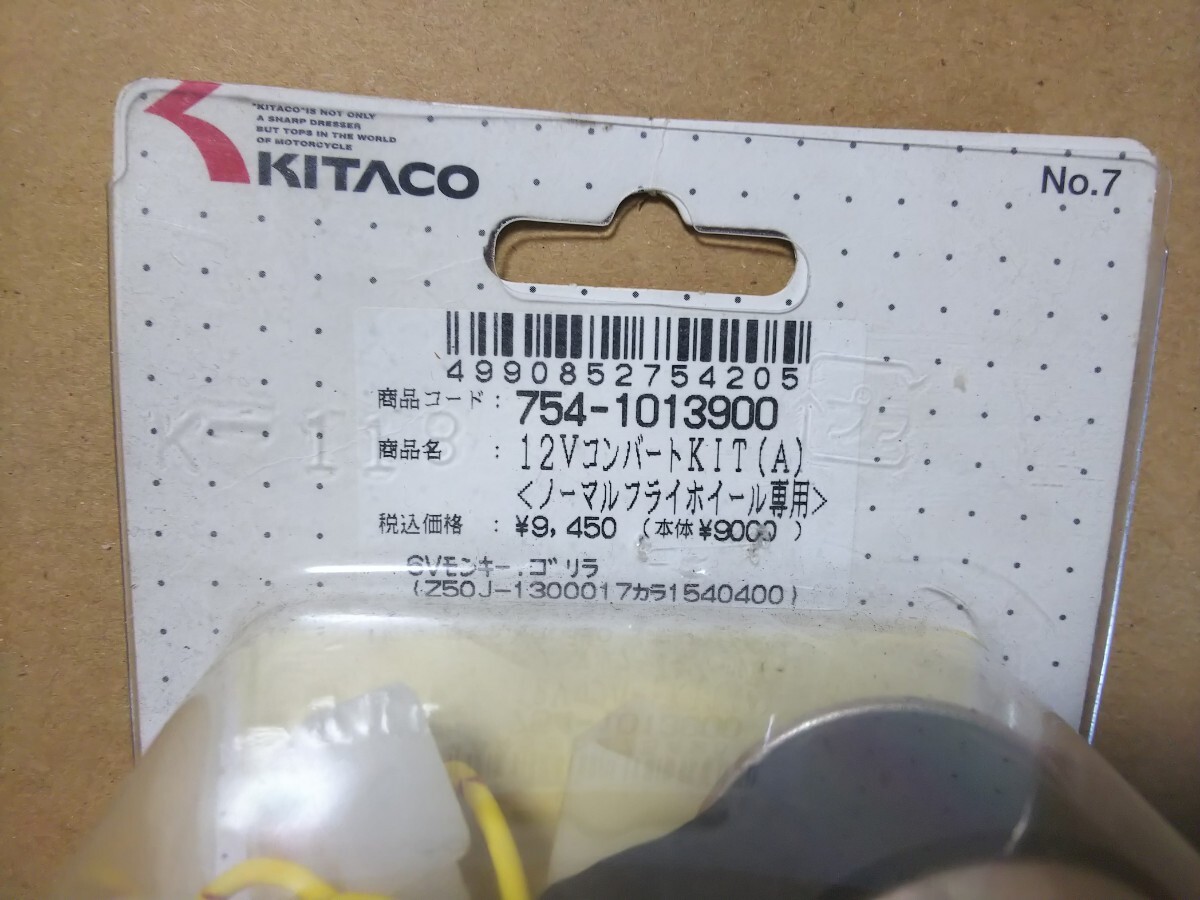 "KITACO"IS NOT ONLY
A SHARP DRESSER
BUT TOPS IN THE WORLD
OF MOTORCYCLE
KITACO
No.7
4990852754205
商品コード: 754-1013900
商品名 : 12VコンバートKIT(A)
<ノーマルフライホイール専用>
税込価格 : ¥9,450 (本体¥9000 )
6Vモンキー.ゴリラ
(Z50J-1300017カラ1540400)